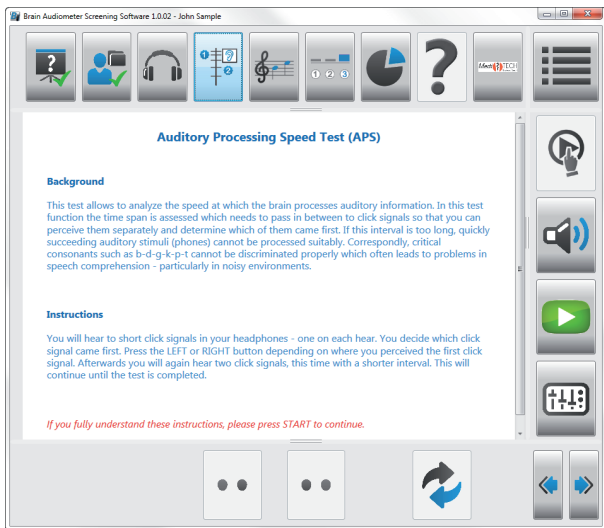 Brain Audiometer Screening Software 1.0.02 - John Sample
1
2
1 2 3
?
MediTECH
Auditory Processing Speed Test (APS)
Background
This test allows to analyze the speed at which the brain processes auditory information. In this test
function the time span is assessed which needs to pass in between to click signals so that you can
perceive them separately and determine which of them came first. If this interval is too long, quickly
succeeding auditory stimuli (phones) cannot be processed suitably. Correspondly, critical
consonants such as b-d-g-k-p-t cannot be discriminated properly which often leads to problems in
speech comprehension - particularly in noisy environments.
Instructions
You will hear to short click signals in your headphones - one on each hear. You decide which click
signal came first. Press the LEFT or RIGHT button depending on where you perceived the first click
signal. Afterwards you will again hear two click signals, this time with a shorter interval. This will
continue until the test is completed.
If you fully understand these instructions, please press START to continue.